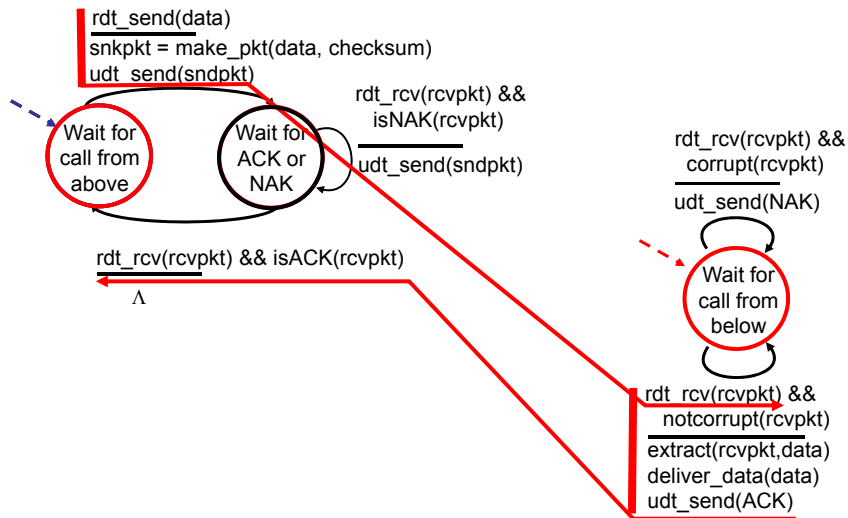 rdt_send(data)
snkpkt = make_pkt(data, checksum)
udt_send(sndpkt)
Wait for
call from
above
Wait for
ACK or
NAK
rdt_rcv(rcvpkt) &&
isNAK(rcvpkt)
udt_send(sndpkt)
rdt_rcv(rcvpkt) && isACK(rcvpkt)
Λ
rdt_rcv(rcvpkt) &&
corrupt(rcvpkt)
udt_send(NAK)
Wait for
call from
below
rdt_rcv(rcvpkt) &&
notcorrupt(rcvpkt)
extract(rcvpkt,data)
deliver_data(data)
udt_send(ACK)